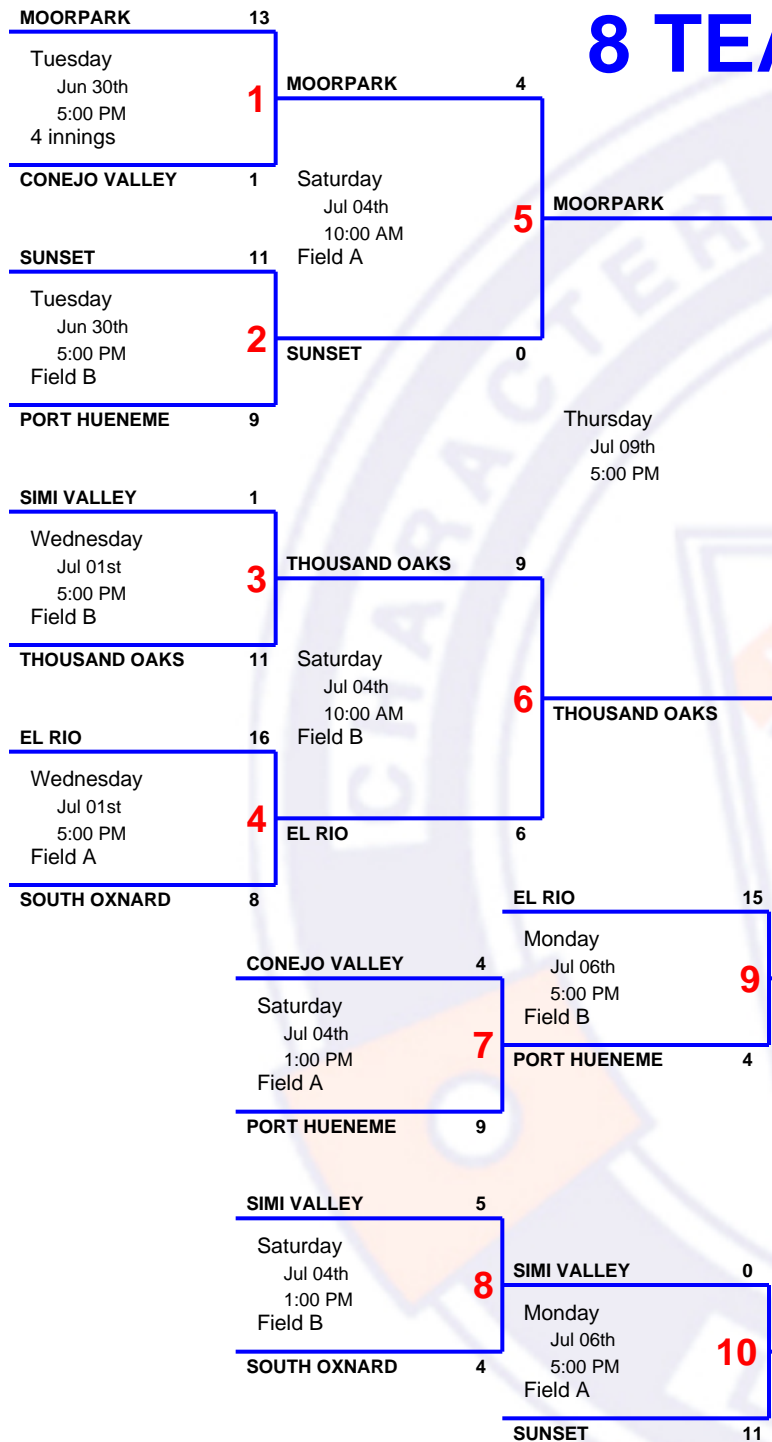 8 TEA
MOORPARK 13
Tuesday
Jun 30th
5:00 PM
4 innings
1
CONEJO VALLEY 1
SUNSET 11
Tuesday
Jun 30th
5:00 PM
Field B
2
PORT HUENEME 9
SIMI VALLEY 1
Wednesday
Jul 01st
5:00 PM
Field B
3
THOUSAND OAKS 11
EL RIO 16
Wednesday
Jul 01st
5:00 PM
Field A
4
SOUTH OXNARD 8
MOORPARK 4
Saturday
Jul 04th
10:00 AM
Field A
5
SUNSET 0
THOUSAND OAKS 9
Saturday
Jul 04th
10:00 AM
Field B
6
EL RIO 6
MOORPARK
Thursday
Jul 09th
5:00 PM
THOUSAND OAKS
CONEJO VALLEY 4
Saturday
Jul 04th
1:00 PM
Field A
7
PORT HUENEME 9
SIMI VALLEY 5
Saturday
Jul 04th
1:00 PM
Field B
8
SOUTH OXNARD 4
EL RIO 15
Monday
Jul 06th
5:00 PM
Field B
9
PORT HUENEME 4
SIMI VALLEY 0
Monday
Jul 06th
5:00 PM
Field A
10
SUNSET 11
CHARACTER